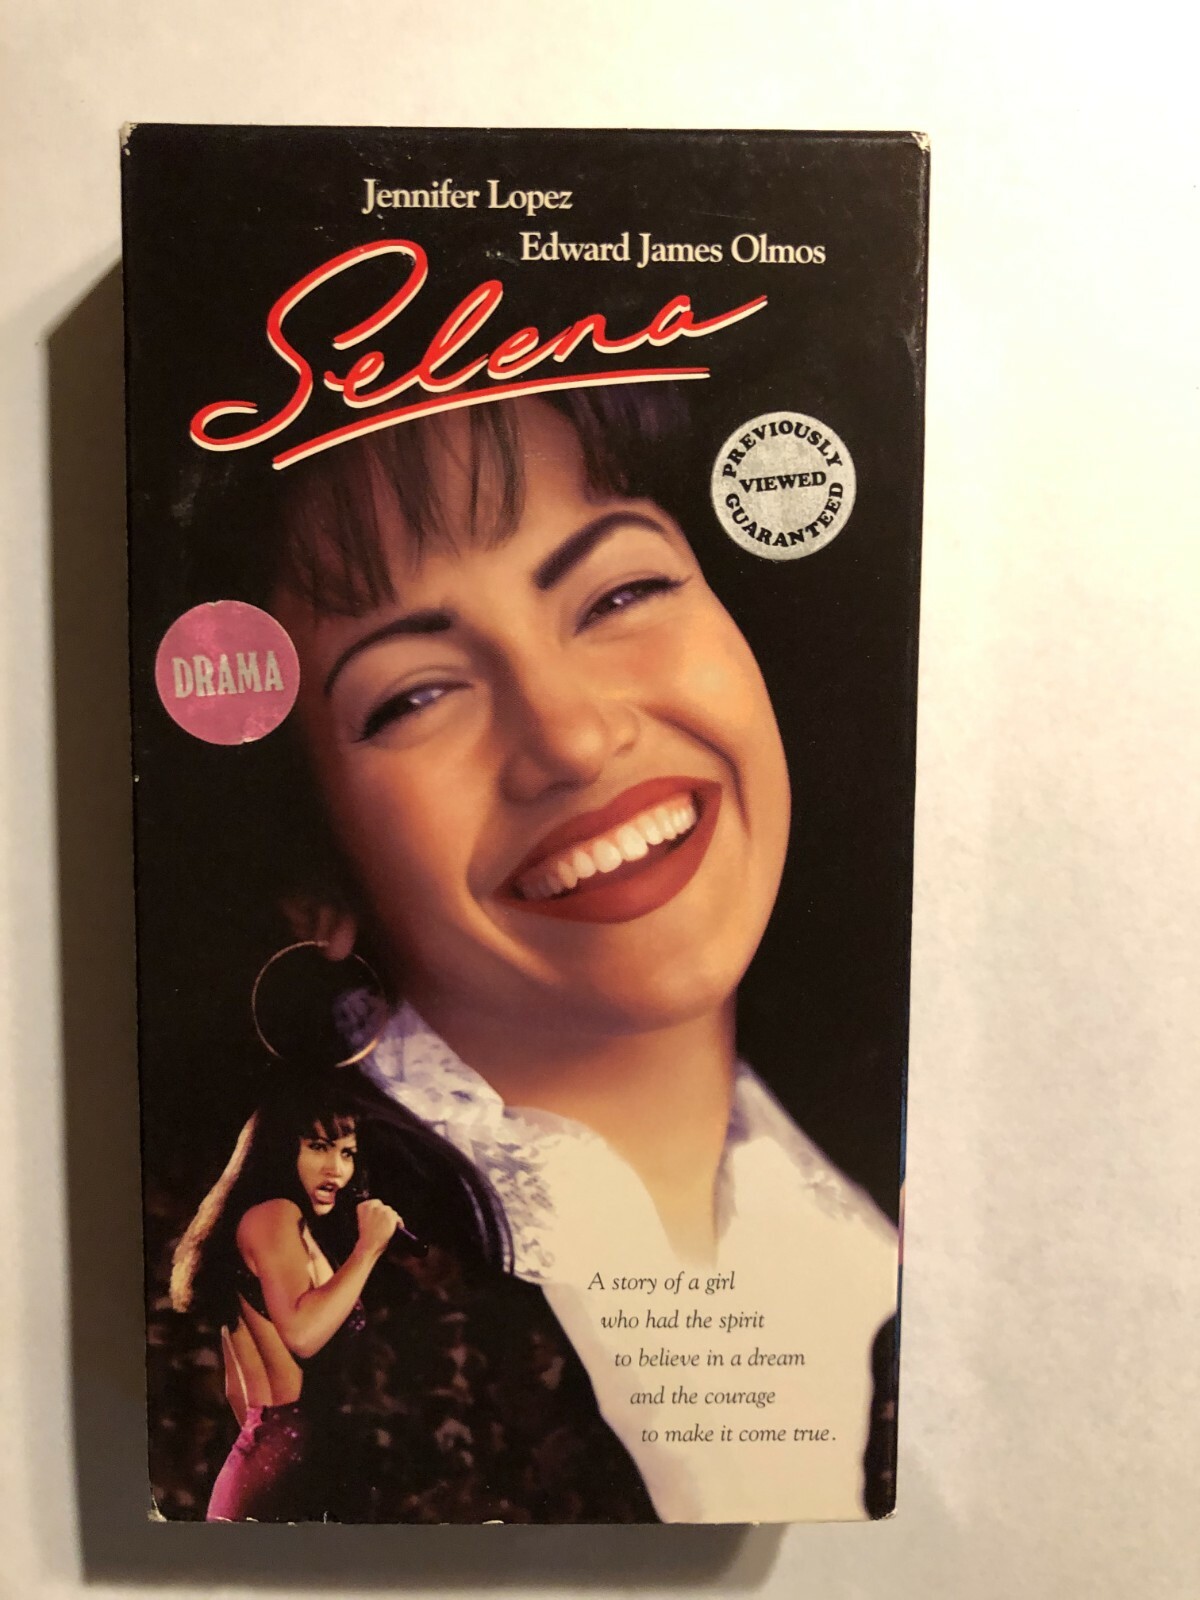 Jennifer Lopez
Edward James Olmos
Selena
PREVIOUSLY
VIEWED
GUARANTEED
DRAMA
A story of a girl
who had the spirit
to believe in a dream
and the courage
to make it come true.